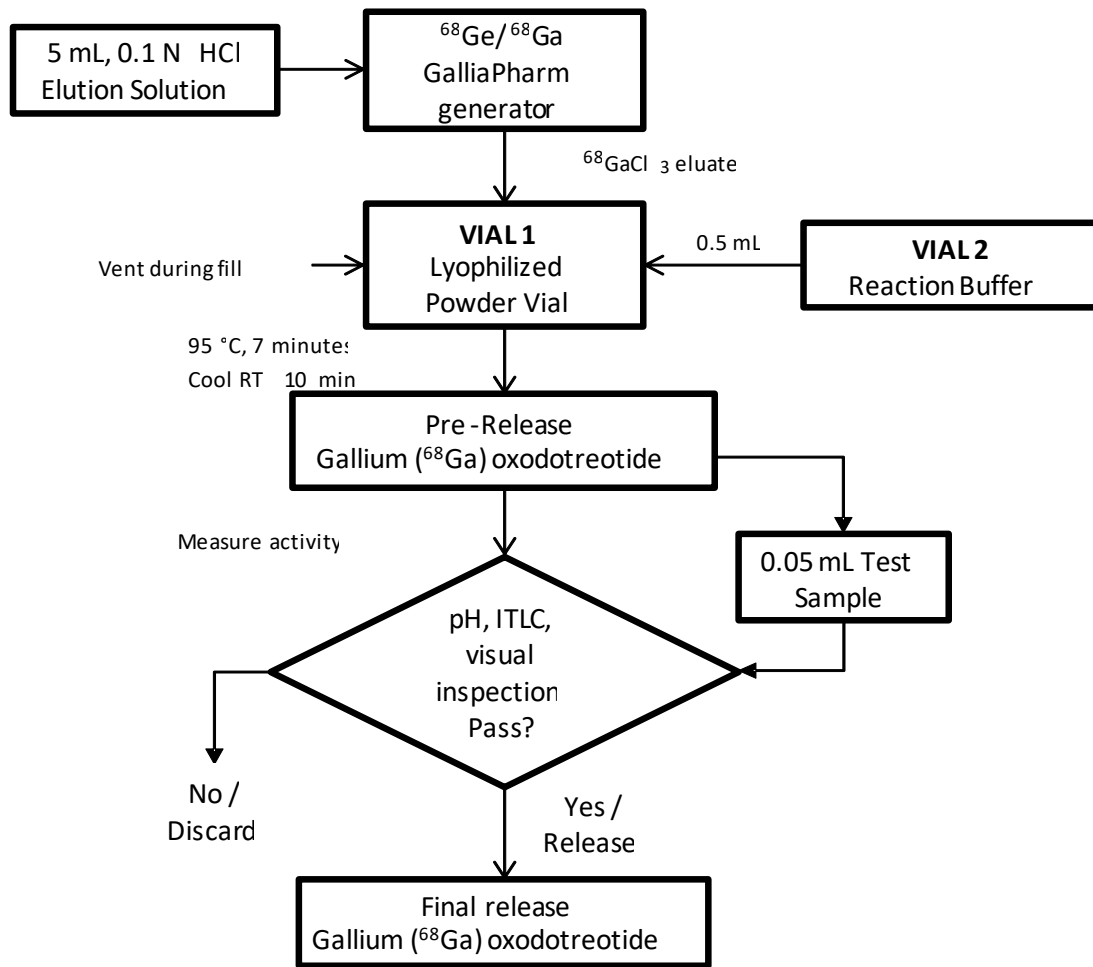 5 mL, 0.1 N HCl
Elution Solution
⁶⁸Ge/ ⁶⁸Ga
GalliaPharm
generator
⁶⁸GaCl ₃ eluate
VIAL 1
Lyophilized
Powder Vial
Vent during fill
0.5 mL
VIAL 2
Reaction Buffer
95 °C, 7 minutes
Cool RT 10 min
Pre -Release
Gallium (⁶⁸Ga) oxodotreotide
Measure activity
0.05 mL Test
Sample
pH, ITLC,
visual
inspection
Pass?
No /
Discard
Yes /
Release
Final release
Gallium (⁶⁸Ga) oxodotreotide